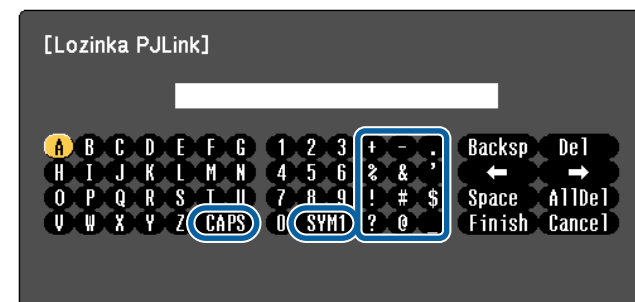 [Lozinka PJLink]
A B C D E F G 1 2 3 + - . Backsp Del
H I J K L M N 4 5 6 % & ' ← →
O P Q R S T U 7 8 9 ! # $ Space AllDel
V W X Y Z CAPS 0 SYM1 ? @ _ Finish Cancel